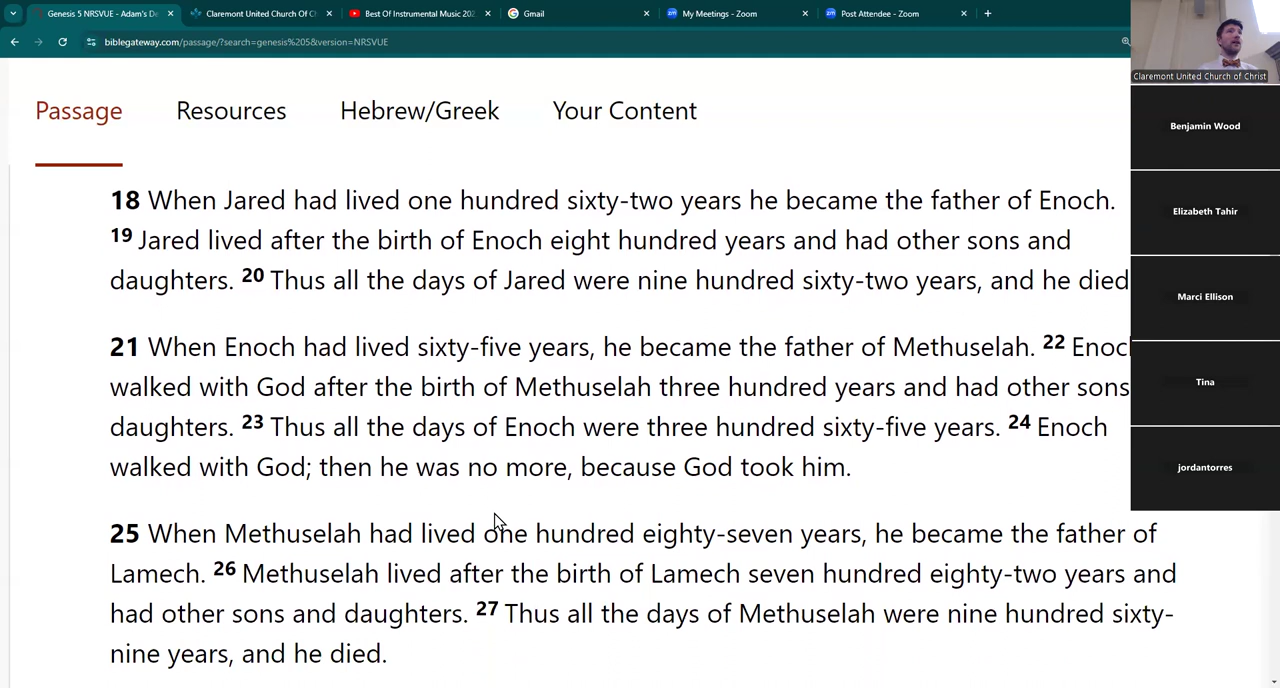 Genesis 5 NRSVUE - Adam's De
Claremont United Church Of C
Best Of Instrumental Music 202
Gmail
My Meetings - Zoom
Post Attendee - Zoom
biblegateway.com/passage/?search=genesis%205&version=NRSVUE
Claremont United Church of Christ
Benjamin Wood
Elizabeth Tahir
Marci Ellison
Tina
jordantorres
Passage Resources Hebrew/Greek Your Content
18 When Jared had lived one hundred sixty-two years he became the father of Enoch.
19 Jared lived after the birth of Enoch eight hundred years and had other sons and
daughters. 20 Thus all the days of Jared were nine hundred sixty-two years, and he died
21 When Enoch had lived sixty-five years, he became the father of Methuselah. 22 Enoc
walked with God after the birth of Methuselah three hundred years and had other sons
daughters. 23 Thus all the days of Enoch were three hundred sixty-five years. 24 Enoch
walked with God; then he was no more, because God took him.
25 When Methuselah had lived one hundred eighty-seven years, he became the father of
Lamech. 26 Methuselah lived after the birth of Lamech seven hundred eighty-two years and
had other sons and daughters. 27 Thus all the days of Methuselah were nine hundred sixty-
nine years, and he died.